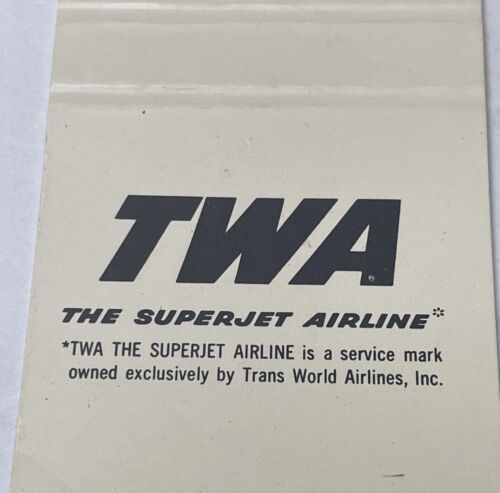 TWA
THE SUPERJET AIRLINE*
*TWA THE SUPERJET AIRLINE is a service mark
owned exclusively by Trans World Airlines, Inc.